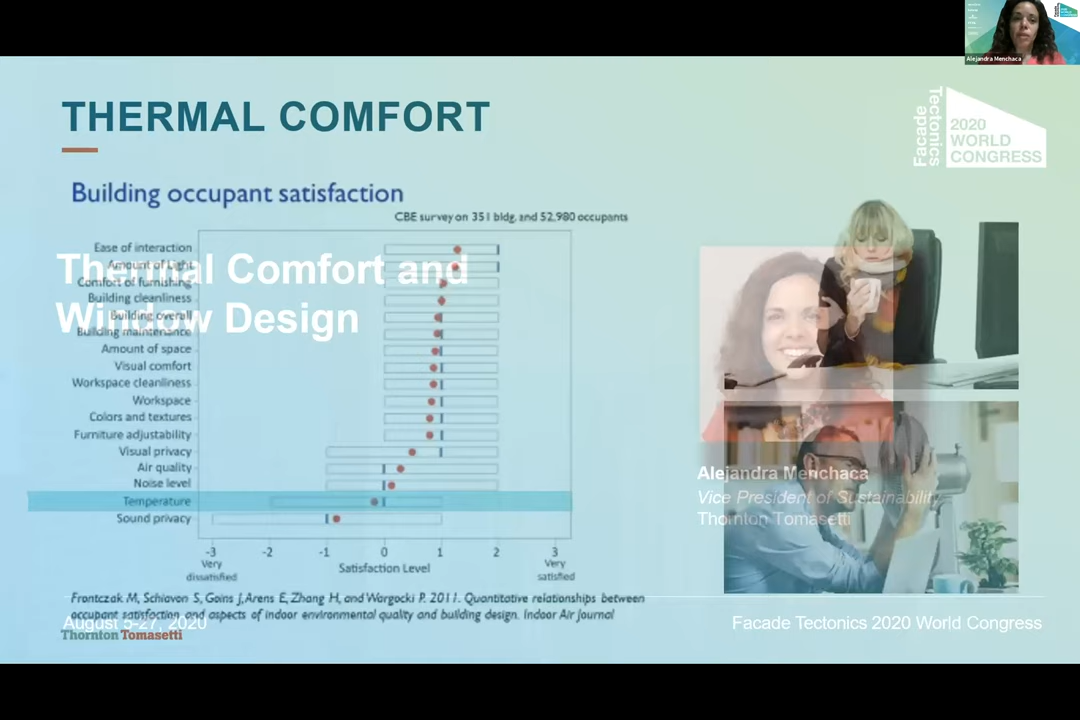 Alejandra Menchaca
THERMAL COMFORT
Facade
Tectonics
2020
WORLD
CONGRESS
Building occupant satisfaction
CBE survey on 351 bldg. and 52,980 occupants
Thermal Comfort and
Window Design
Ease of interaction
Amount of Light
Comfort of furnishing
Building cleanliness
Building overall
Building maintenance
Amount of space
Visual comfort
Workspace cleanliness
Workspace
Colors and textures
Furniture adjustability
Visual privacy
Air quality
Noise level
Temperature
Sound privacy
-3 -2 -1 0 1 2 3
Very
dissatisfied
Satisfaction Level
Very
satisfied
Alejandra Menchaca
Vice President of Sustainability
Thornton Tomasetti
Frontczak M, Schiavon S, Goins J, Arens E, Zhang H, and Wargocki P. 2011. Quantitative relationships between
occupant satisfaction and aspects of indoor environmental quality and building design. Indoor Air Journal
August 5-27, 2020
Thornton Tomasetti
Facade Tectonics 2020 World Congress